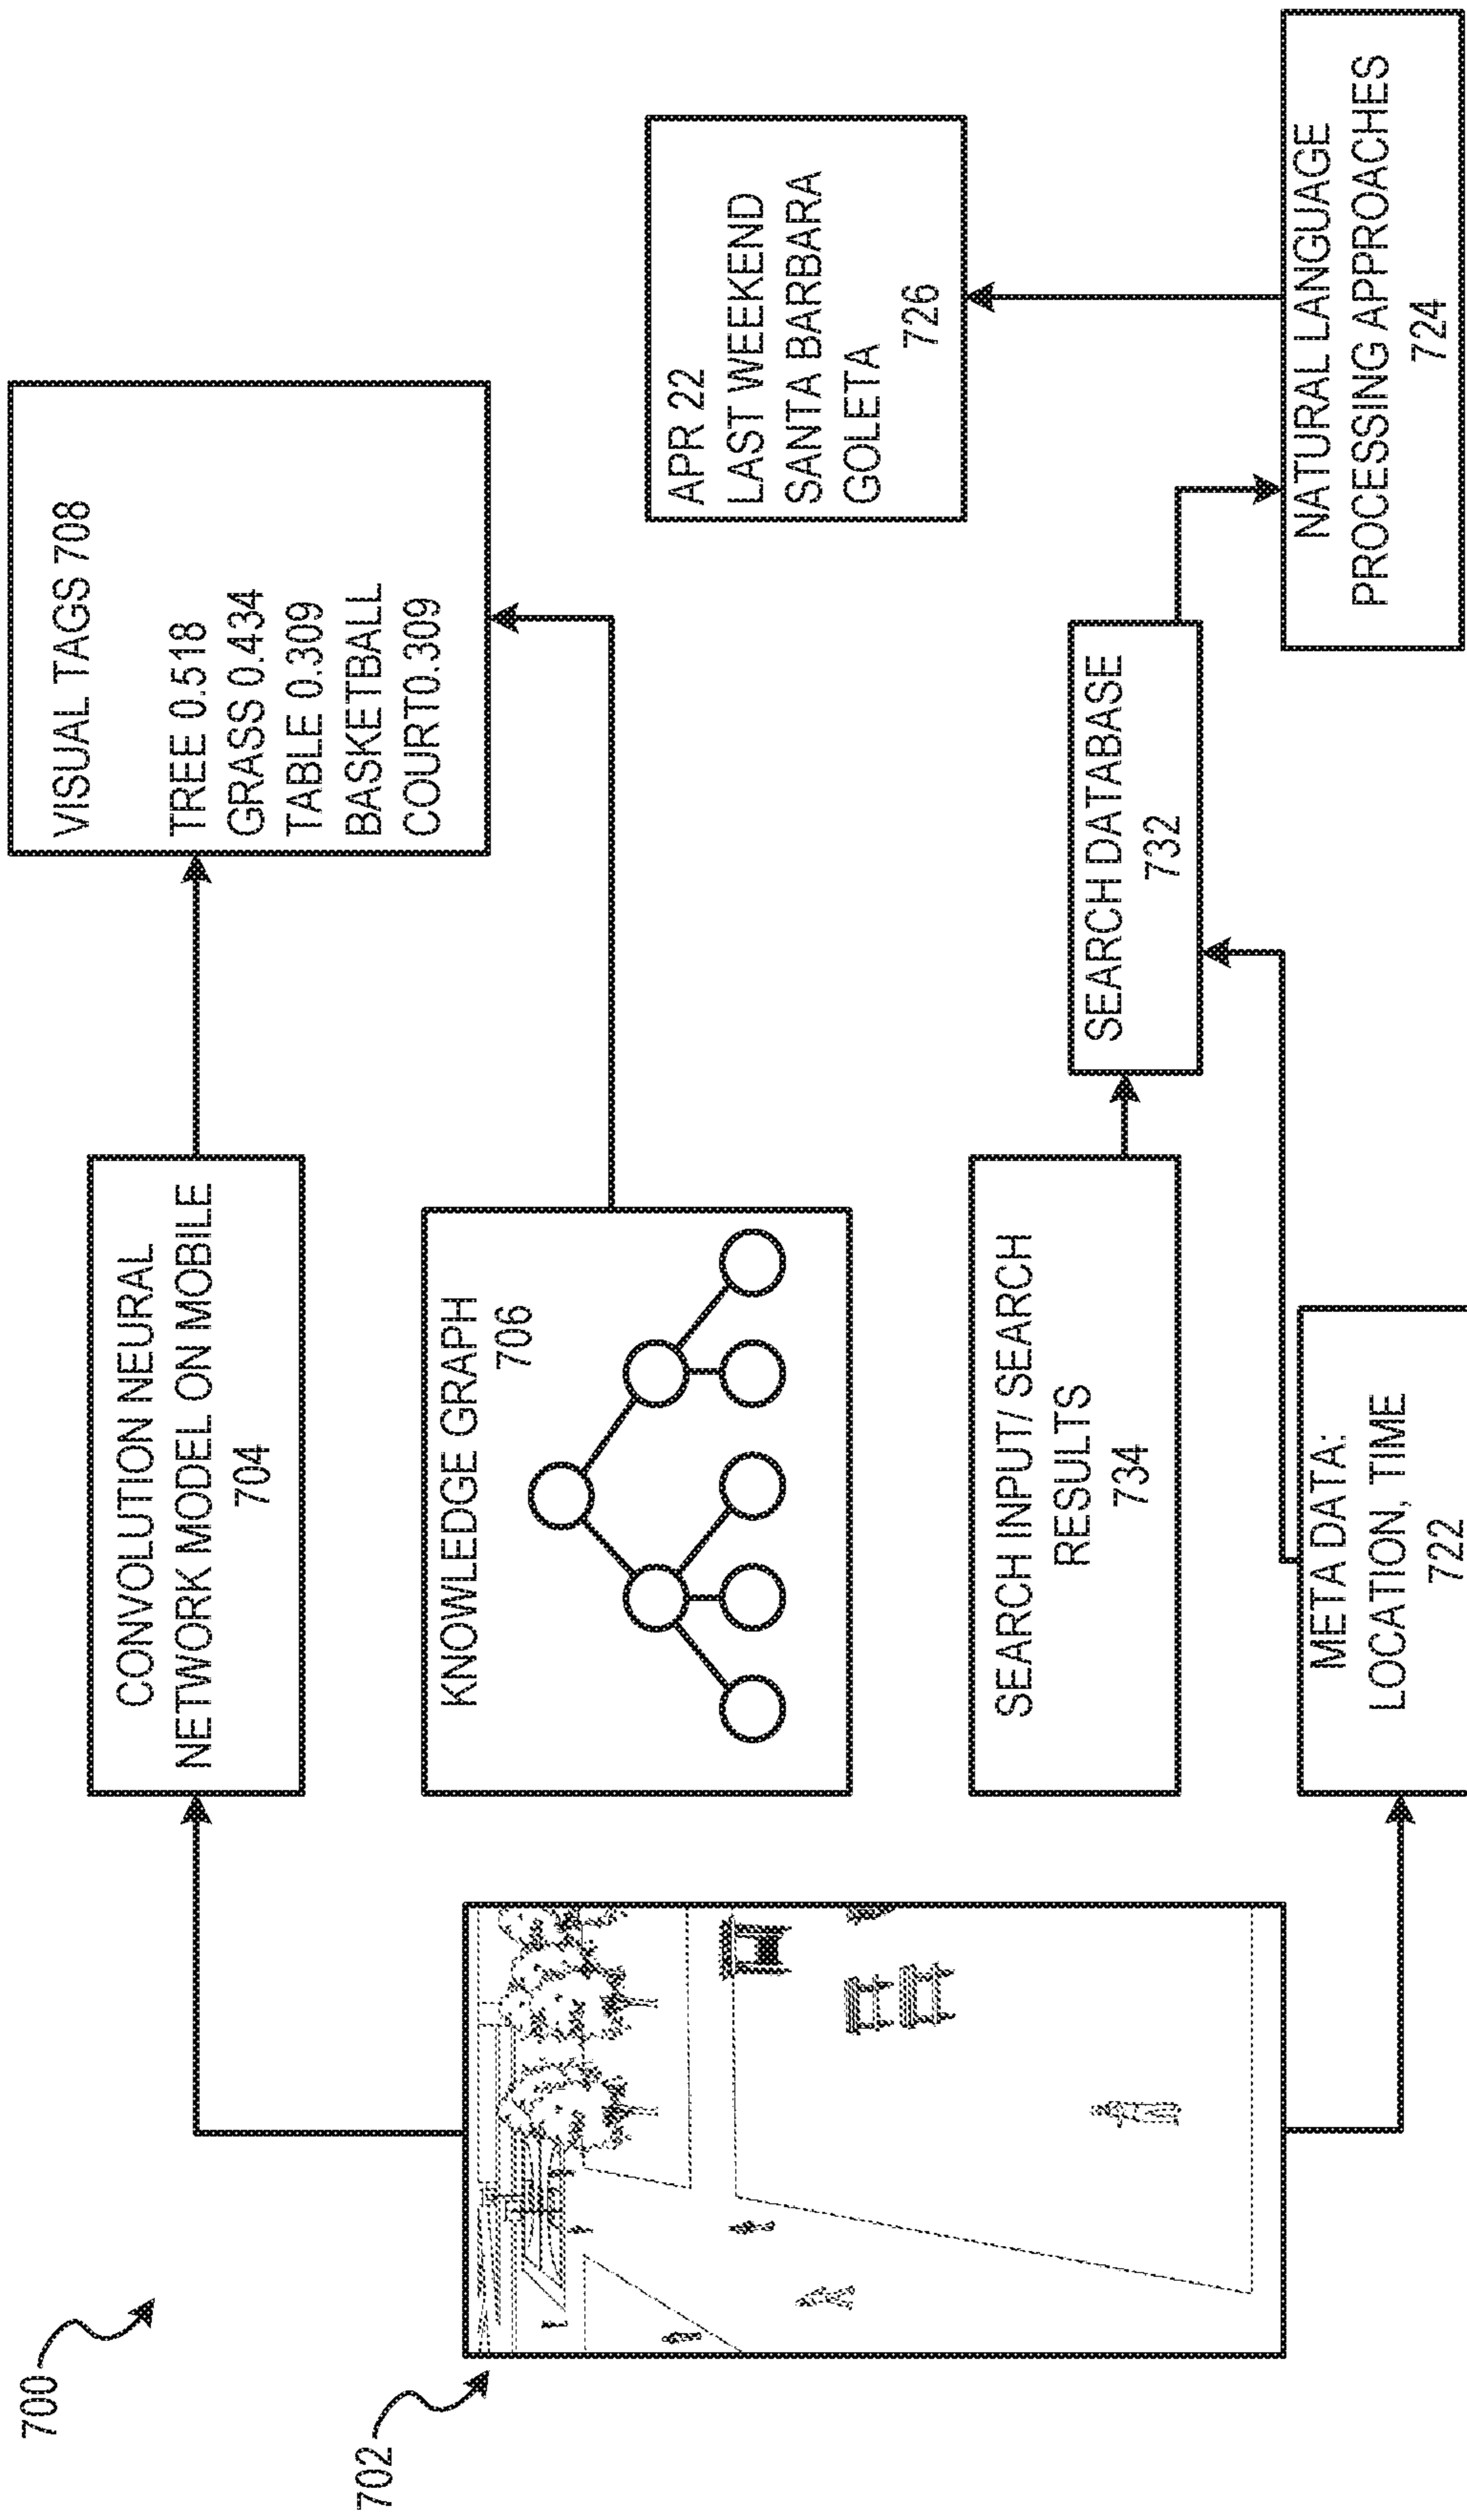 700
702
CONVOLUTION NEURAL
NETWORK MODEL ON MOBILE
704
VISUAL TAGS 708
TREE 0.518
GRASS 0.434
TABLE 0.309
BASKETBALL
COURT0.309
KNOWLEDGE GRAPH
706
APR 22
LAST WEEKEND
SANTA BARBARA
GOLETA
726
SEARCH INPUT/ SEARCH
RESULTS
734
SEARCH DATABASE
732
META DATA:
LOCATION, TIME
722
NATURAL LANGUAGE
PROCESSING APPROACHES
724